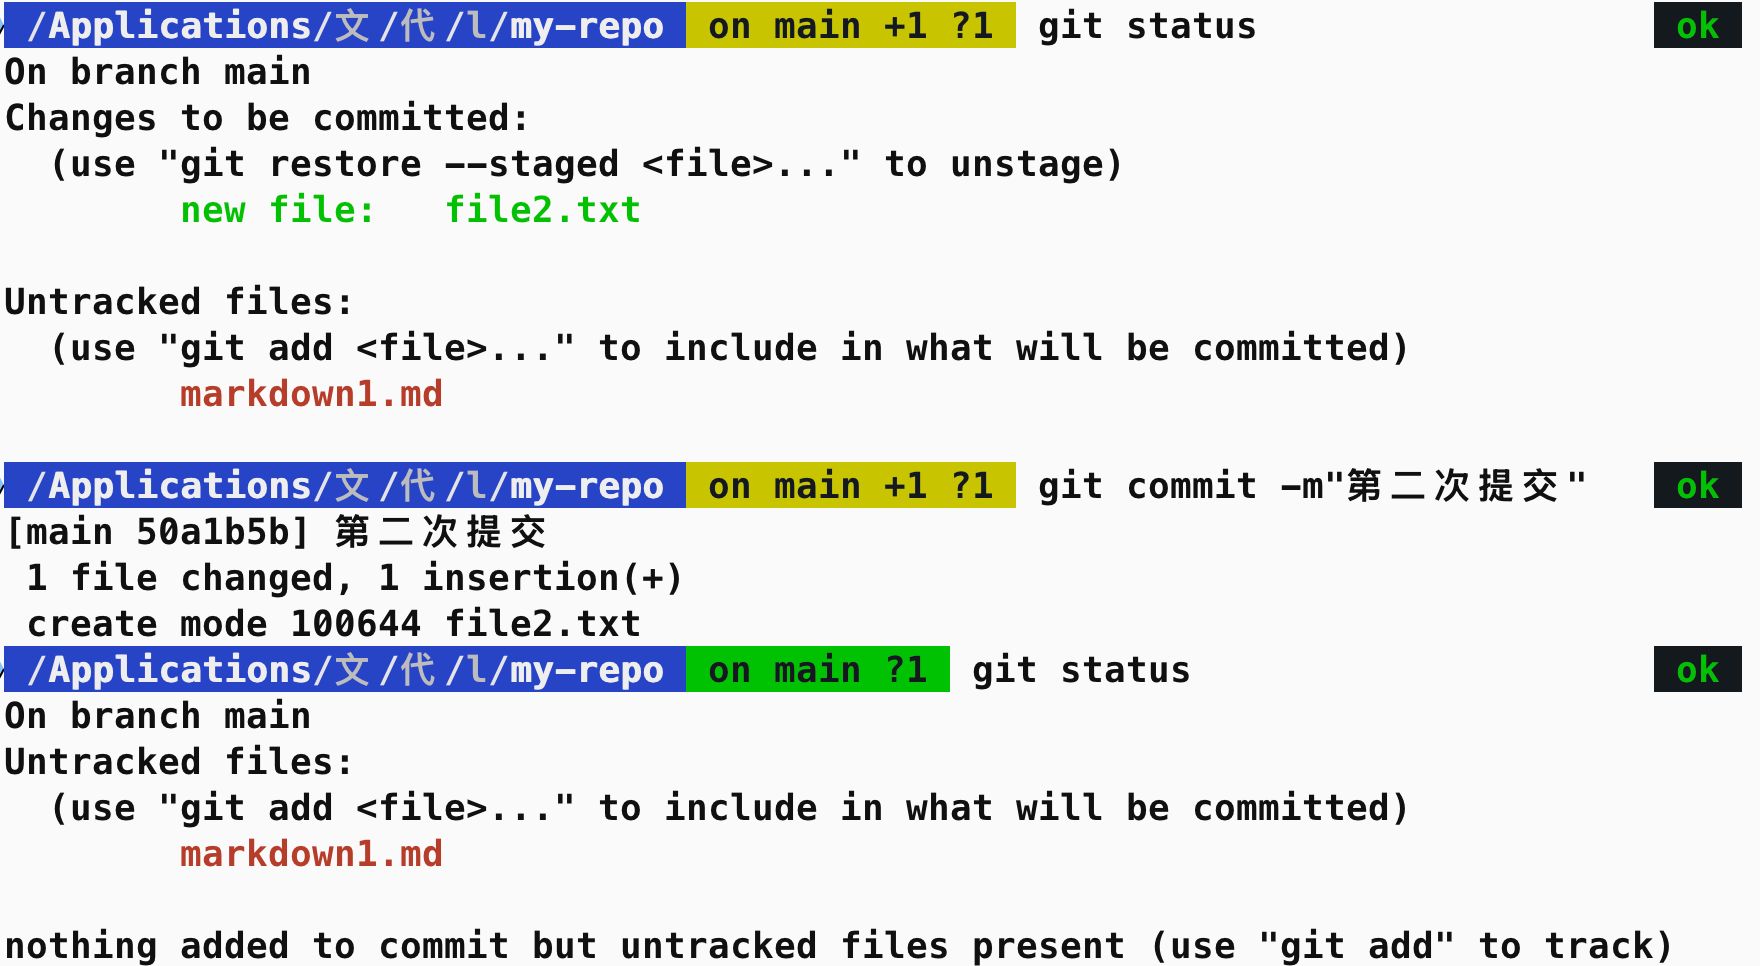 /Applications/文/代/l/my-repo on main +1 ?1 git status ok
On branch main
Changes to be committed:
  (use "git restore --staged <file>..." to unstage)
        new file:   file2.txt

Untracked files:
  (use "git add <file>..." to include in what will be committed)
        markdown1.md

/Applications/文/代/l/my-repo on main +1 ?1 git commit -m"第二次提交" ok
[main 50a1b5b] 第二次提交
 1 file changed, 1 insertion(+)
 create mode 100644 file2.txt
/Applications/文/代/l/my-repo on main ?1 git status ok
On branch main
Untracked files:
  (use "git add <file>..." to include in what will be committed)
        markdown1.md

nothing added to commit but untracked files present (use "git add" to track)